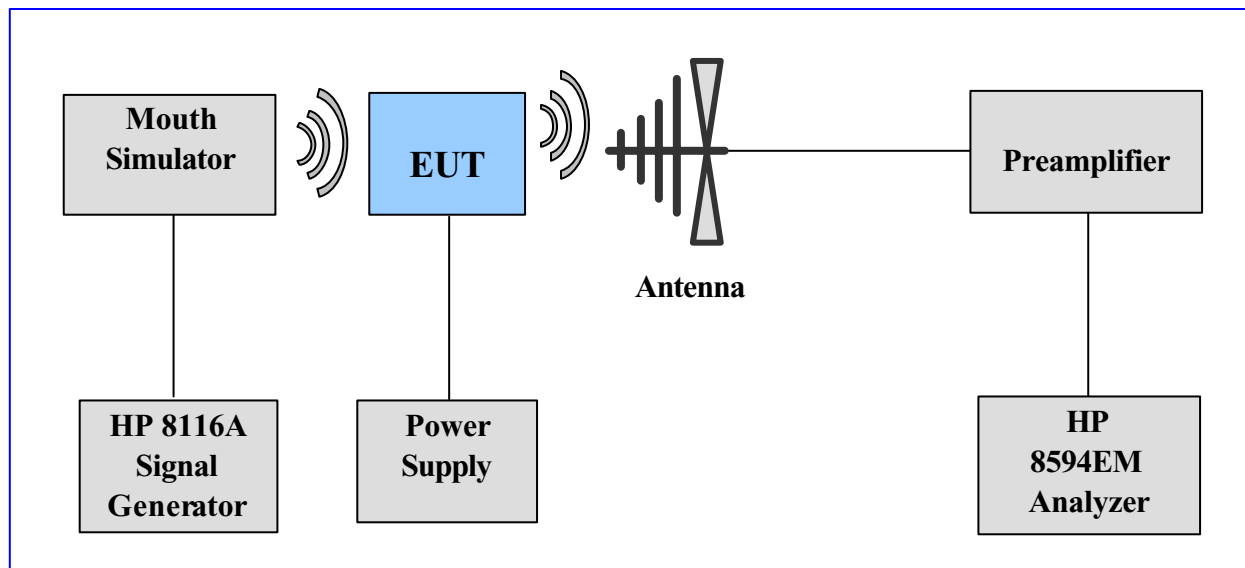 Mouth
Simulator
EUT
Preamplifier
Antenna
HP 8116A
Signal
Generator
Power
Supply
HP
8594EM
Analyzer